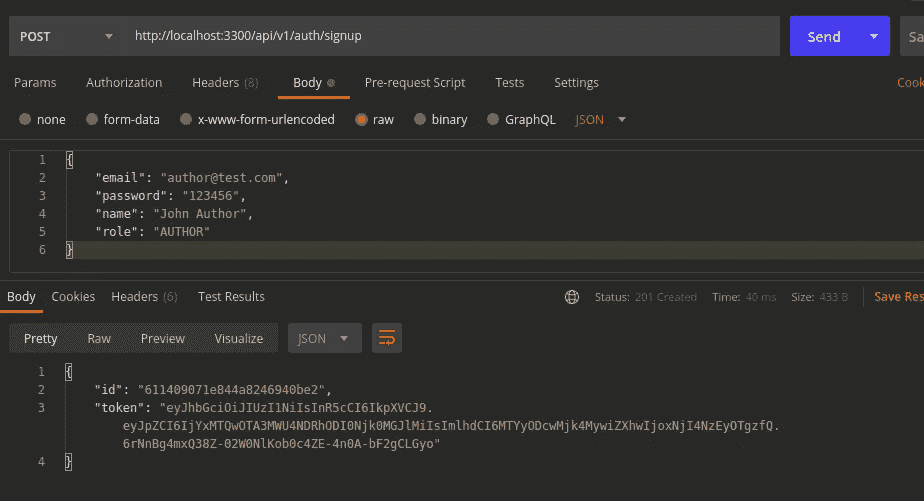 POST http://localhost:3300/api/v1/auth/signup Send Sa
Params Authorization Headers (8) Body Pre-request Script Tests Settings Cook
none form-data x-www-form-urlencoded raw binary GraphQL JSON
1 {
2 "email": "author@test.com",
3 "password": "123456",
4 "name": "John Author",
5 "role": "AUTHOR"
6 }
Body Cookies Headers (6) Test Results Status: 201 Created Time: 40 ms Size: 433 B Save Res
Pretty Raw Preview Visualize JSON
1 {
2 "id": "611409071e844a8246940be2",
3 "token": "eyJhbGciOiJIUzI1NiIsInR5cCI6IkpXVCJ9.
eyJpZCI6IjYxMTQwOTA3MWU4NDRhODI0Njk0MGJlMiIsImlhdCI6MTYyODcwMjk4MywiZXhwIjoxNjI4NzEyOTgzfQ.
6rNnBg4mxQ38Z-02W0NlKob0c4ZE-4n0A-bF2gCLGyo"
4 }